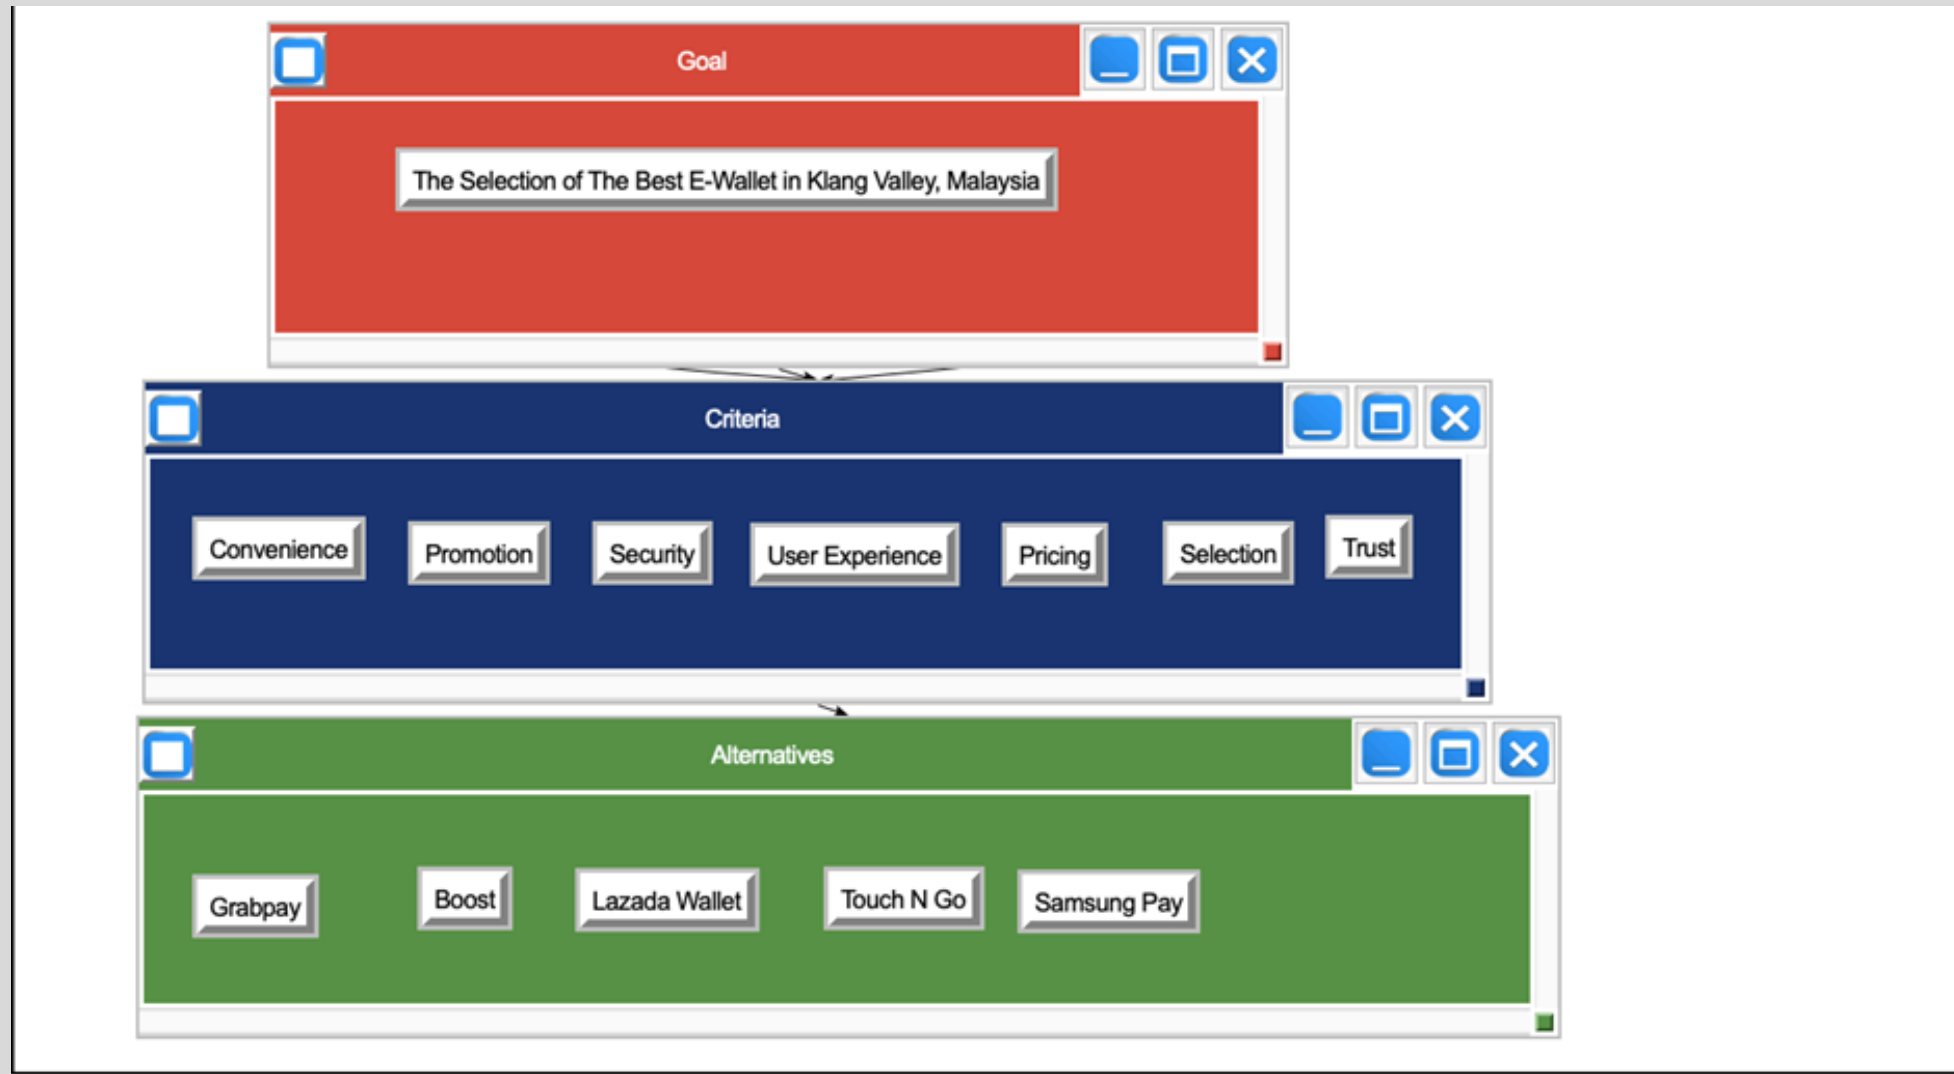 Goal
The Selection of The Best E-Wallet in Klang Valley, Malaysia
Criteria
Convenience
Promotion
Security
User Experience
Pricing
Selection
Trust
Alternatives
Grabpay
Boost
Lazada Wallet
Touch N Go
Samsung Pay